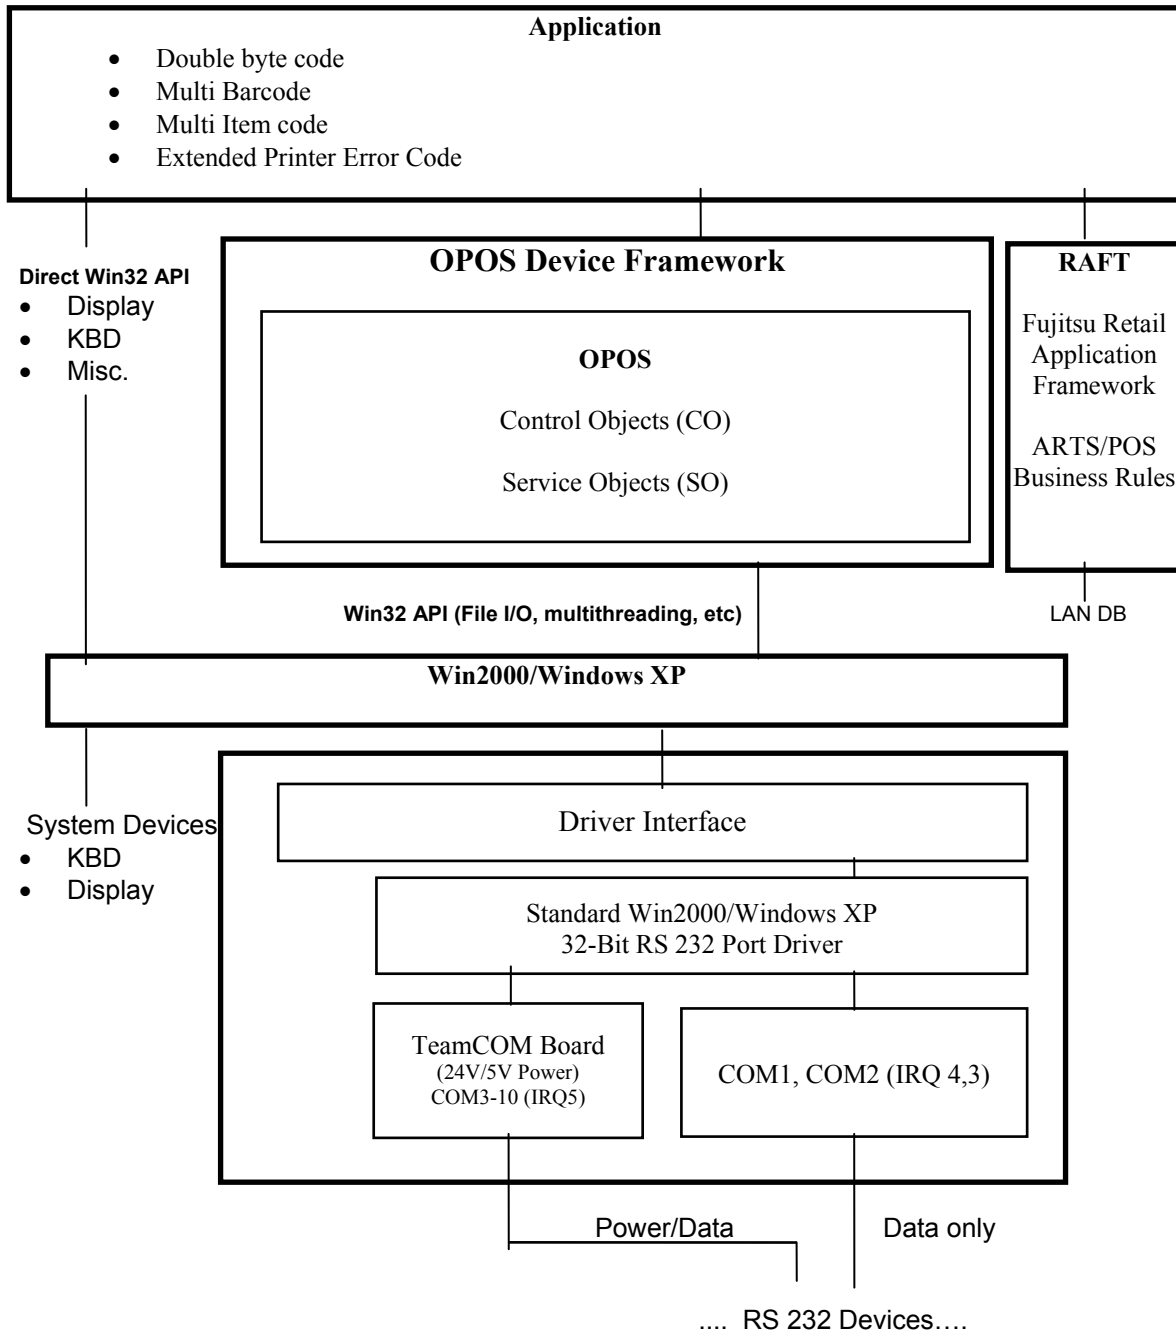 Application
• Double byte code
• Multi Barcode
• Multi Item code
• Extended Printer Error Code
Direct Win32 API
• Display
• KBD
• Misc.
OPOS Device Framework
OPOS
Control Objects (CO)
Service Objects (SO)
RAFT
Fujitsu Retail
Application
Framework
ARTS/POS
Business Rules
Win32 API (File I/O, multithreading, etc)
LAN DB
Win2000/Windows XP
System Devices
• KBD
• Display
Driver Interface
Standard Win2000/Windows XP
32-Bit RS 232 Port Driver
TeamCOM Board
(24V/5V Power)
COM3-10 (IRQ5)
COM1, COM2 (IRQ 4,3)
Power/Data
Data only
.... RS 232 Devices....